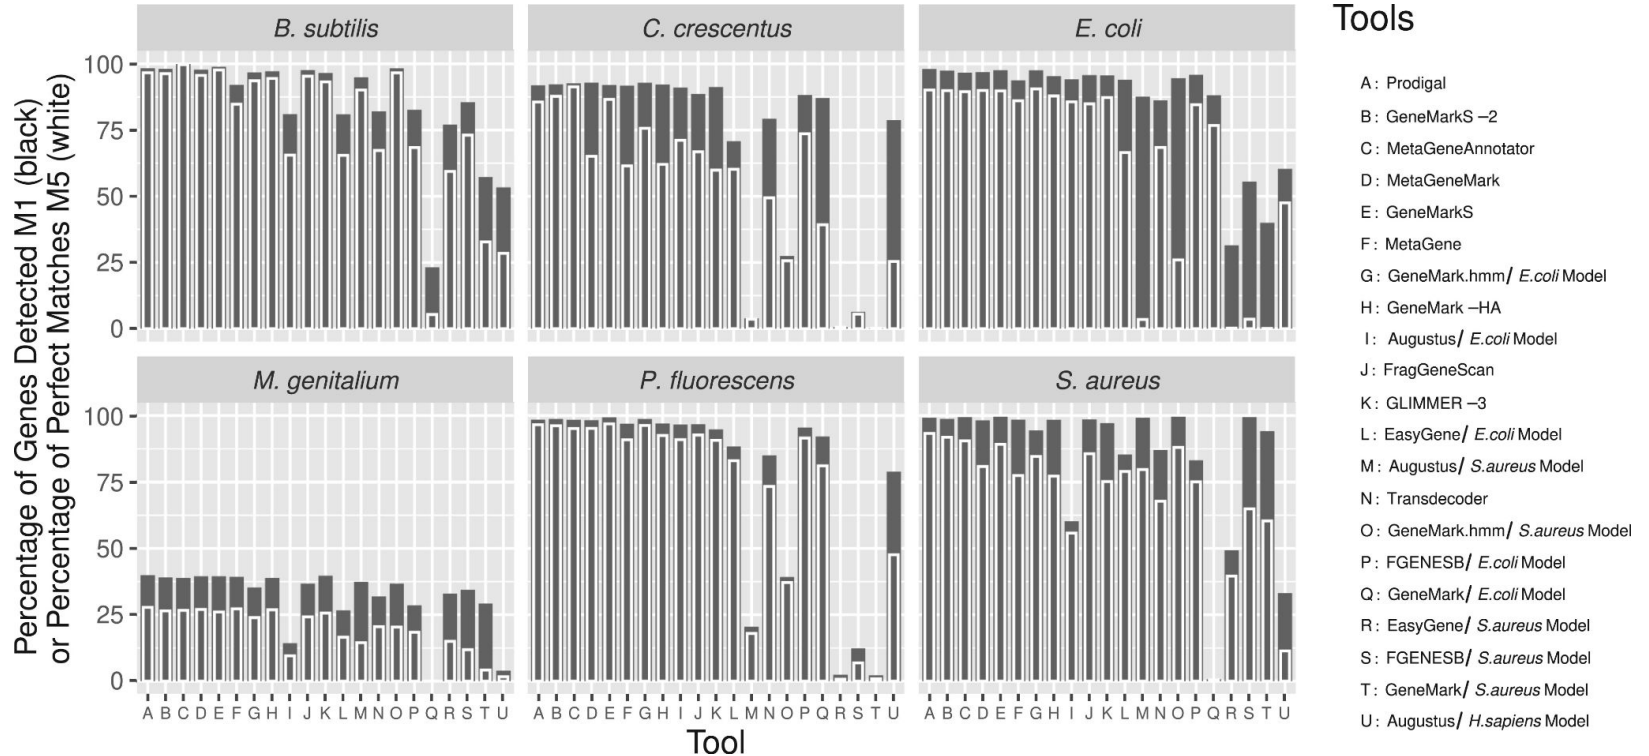 B. subtilis
C. crescentus
E. coli
M. genitalium
P. fluorescens
S. aureus
Percentage of Genes Detected M1 (black)
or Percentage of Perfect Matches M5 (white)
100
75
50
25
0
100
75
50
25
0
A B C D E F G H I J K L M N O P Q R S T U
A B C D E F G H I J K L M N O P Q R S T U
A B C D E F G H I J K L M N O P Q R S T U
Tool
Tools
A: Prodigal
B: GeneMarkS –2
C: MetaGeneAnnotator
D: MetaGeneMark
E: GeneMarkS
F: MetaGene
G: GeneMark.hmm/ E.coli Model
H: GeneMark –HA
I: Augustus/ E.coli Model
J: FragGeneScan
K: GLIMMER –3
L: EasyGene/ E.coli Model
M: Augustus/ S.aureus Model
N: Transdecoder
O: GeneMark.hmm/ S.aureus Model
P: FGENESB/ E.coli Model
Q: GeneMark/ E.coli Model
R: EasyGene/ S.aureus Model
S: FGENESB/ S.aureus Model
T: GeneMark/ S.aureus Model
U: Augustus/ H.sapiens Model